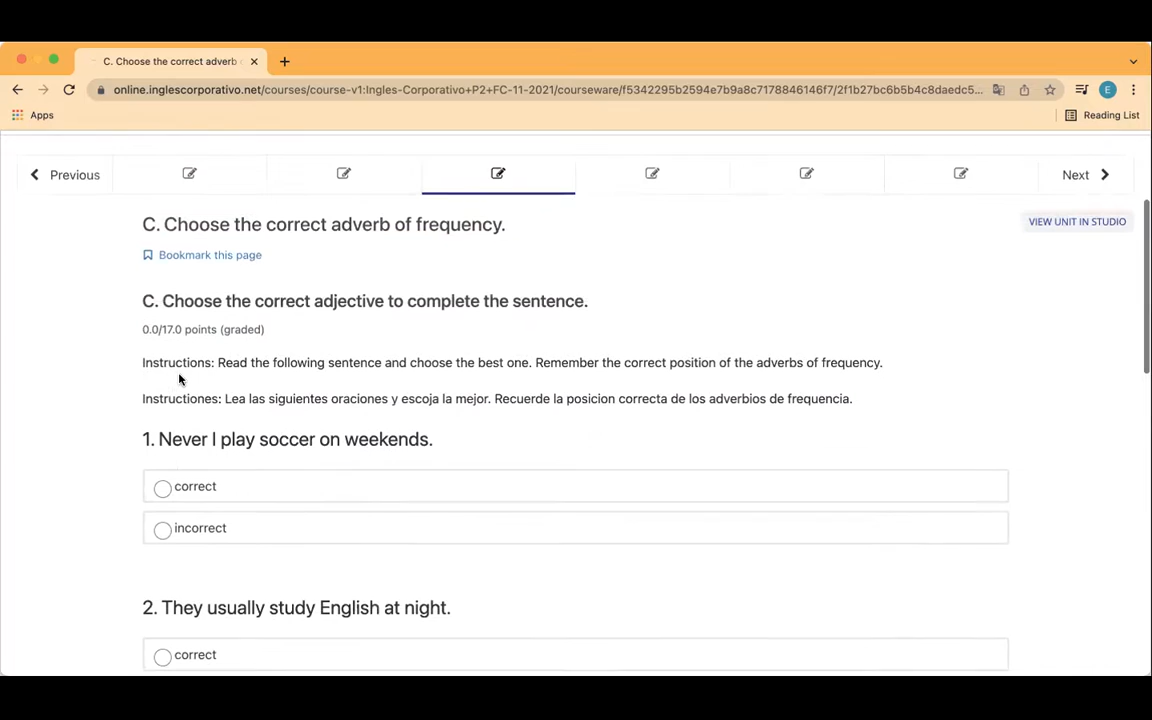 C. Choose the correct adverb
online.inglescorporativo.net/courses/course-v1:Ingles-Corporativo+P2+FC-11-2021/courseware/f5342295b2594e7b9a8c7178846146f7/2f1b27bc6b5b4c8daedc5...
E
Apps
Reading List
Previous
Next
C. Choose the correct adverb of frequency.
VIEW UNIT IN STUDIO
Bookmark this page
C. Choose the correct adjective to complete the sentence.
0.0/17.0 points (graded)
Instructions: Read the following sentence and choose the best one. Remember the correct position of the adverbs of frequency.
Instructiones: Lea las siguientes oraciones y escoja la mejor. Recuerde la posicion correcta de los adverbios de frecuencia.
1. Never I play soccer on weekends.
correct
incorrect
2. They usually study English at night.
correct